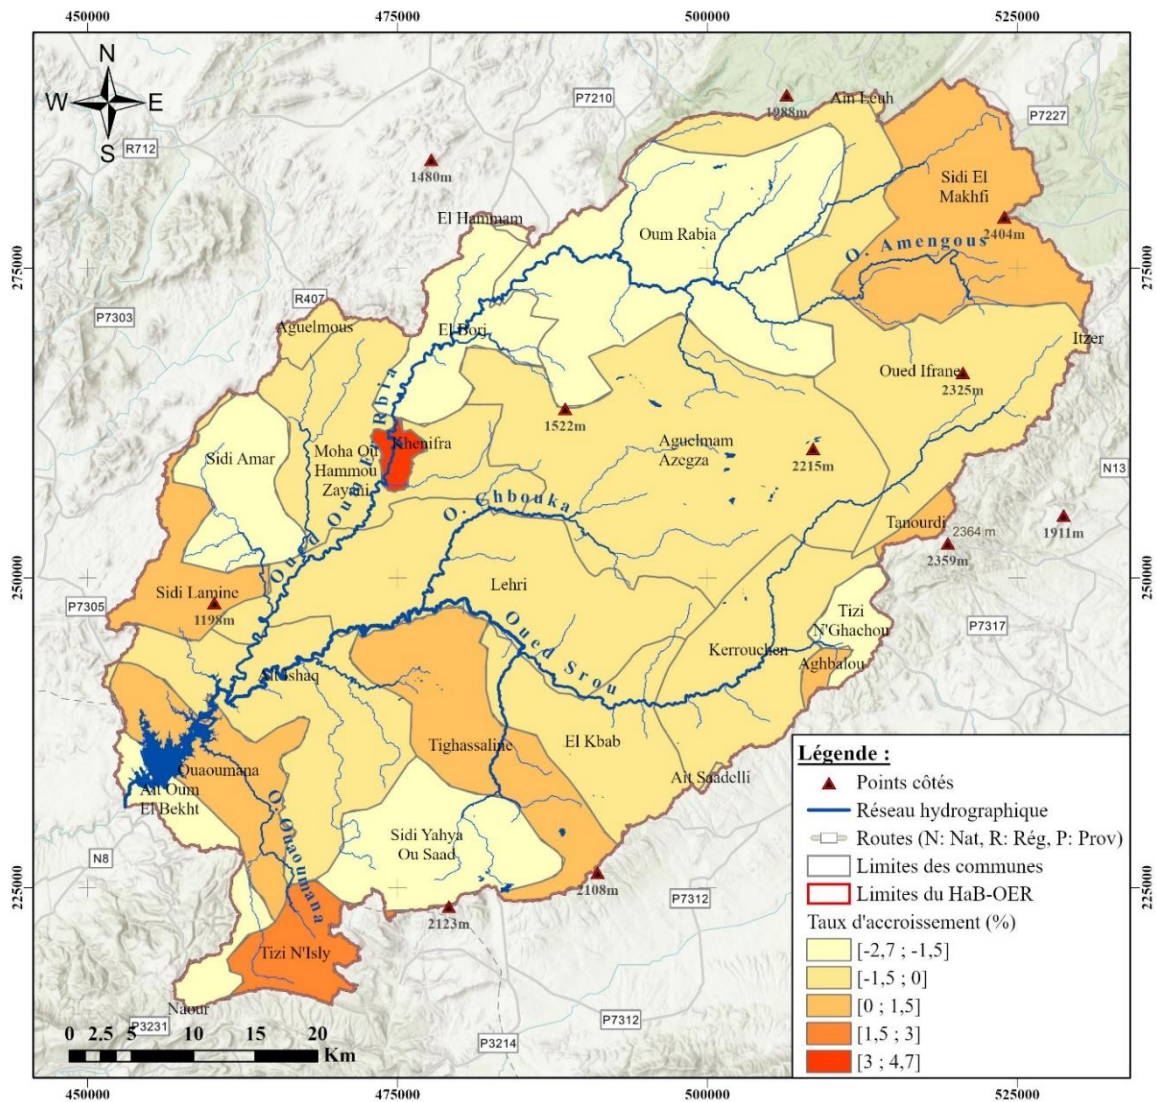 450000
475000
500000
525000
N
W
E
S
R712
P7210
1988m
Ain Leuh
P7227
1480m
Sidi El
Makhfi
El Hammam
Oum Rabia
2404m
O. Amengous
275000
275000
R407
P7303
Aguelmous
El Borj
Itzer
Oued Ifrane
2325m
1522m
Oued Oum Er Rbia
Khenifra
Sidi Amar
Moha Ou
Hammou
Zayani
Aguelmam
Azegza
2215m
N13
O. Chbouka
Tanourdi
2364 m
1911m
2359m
250000
250000
Lehri
Sidi Lamine
1198m
P7305
Tizi
N'Ghachou
P7317
Oued Srou
Kerrouchen
Aghbalou
Ait Ishaq
Tighassaline
El Kbab
Ouaoumana
Ait Oum
El Bekht
Ait Saadelli
O. Ouaoumana
Sidi Yahya
Ou Saad
N8
2108m
225000
225000
2123m
P7312
Tizi N'Isly
Naour
P3231
P7312
P3214
0 2.5 5 10 15 20
Km
Légende :
Points côtés
Réseau hydrographique
Routes (N: Nat, R: Rég, P: Prov)
Limites des communes
Limites du HaB-OER
Taux d'accroissement (%)
[-2,7 ; -1,5]
[-1,5 ; 0]
[0 ; 1,5]
[1,5 ; 3]
[3 ; 4,7]
450000
475000
500000
525000